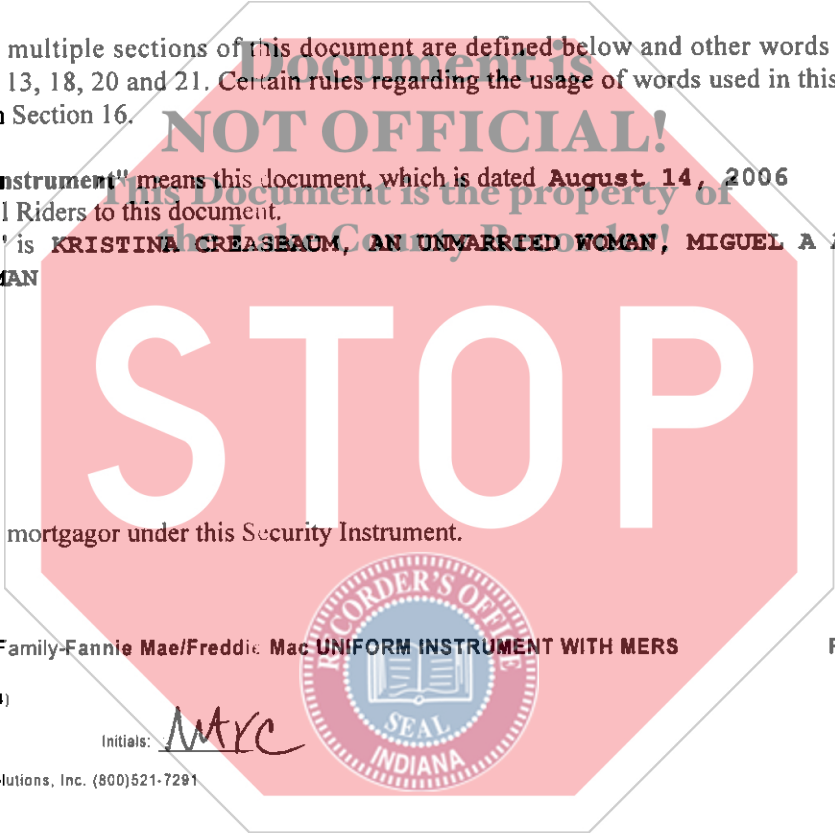 multiple sections of this document are defined below and other words
13, 18, 20 and 21. Certain rules regarding the usage of words used in this
Section 16.
Document is
NOT OFFICIAL!
This Document is the property of
the Lake County Recorder!
nstrument" means this document, which is dated August 14, 2006
l Riders to this document.
" is KRISTINA CREASBAUM, AN UNMARRIED WOMAN, MIGUEL A
MAN
STOP
mortgagor under this Security Instrument.
Family-Fannie Mae/Freddie Mac UNIFORM INSTRUMENT WITH MERS
Initials:
lutions, Inc. (800)521-7291
RECORDER'S OFFICE
SEAL
INDIANA